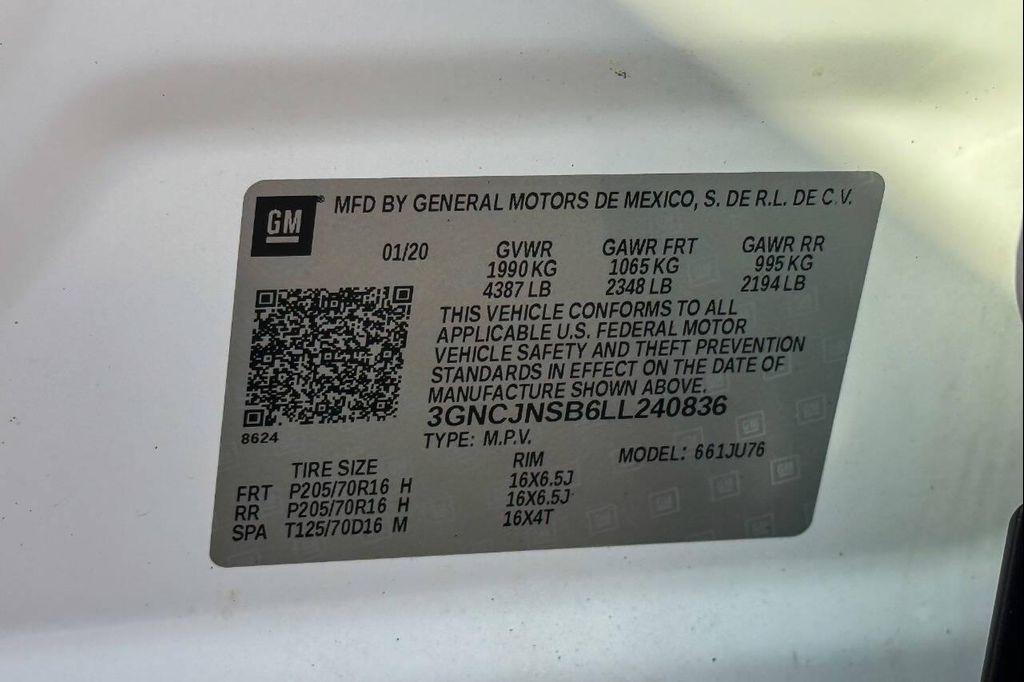 GM
MFD BY GENERAL MOTORS DE MEXICO, S. DE R.L. DE C.V.
01/20 GVWR GAWR FRT GAWR RR
1990 KG 1065 KG 995 KG
4387 LB 2348 LB 2194 LB
THIS VEHICLE CONFORMS TO ALL
APPLICABLE U.S. FEDERAL MOTOR
VEHICLE SAFETY AND THEFT PREVENTION
STANDARDS IN EFFECT ON THE DATE OF
MANUFACTURE SHOWN ABOVE.
3GNCJNSB6LL240836
8624
TYPE: M.P.V. MODEL: 661JU76
TIRE SIZE RIM
FRT P205/70R16 H 16X6.5J
RR P205/70R16 H 16X6.5J
SPA T125/70D16 M 16X4T